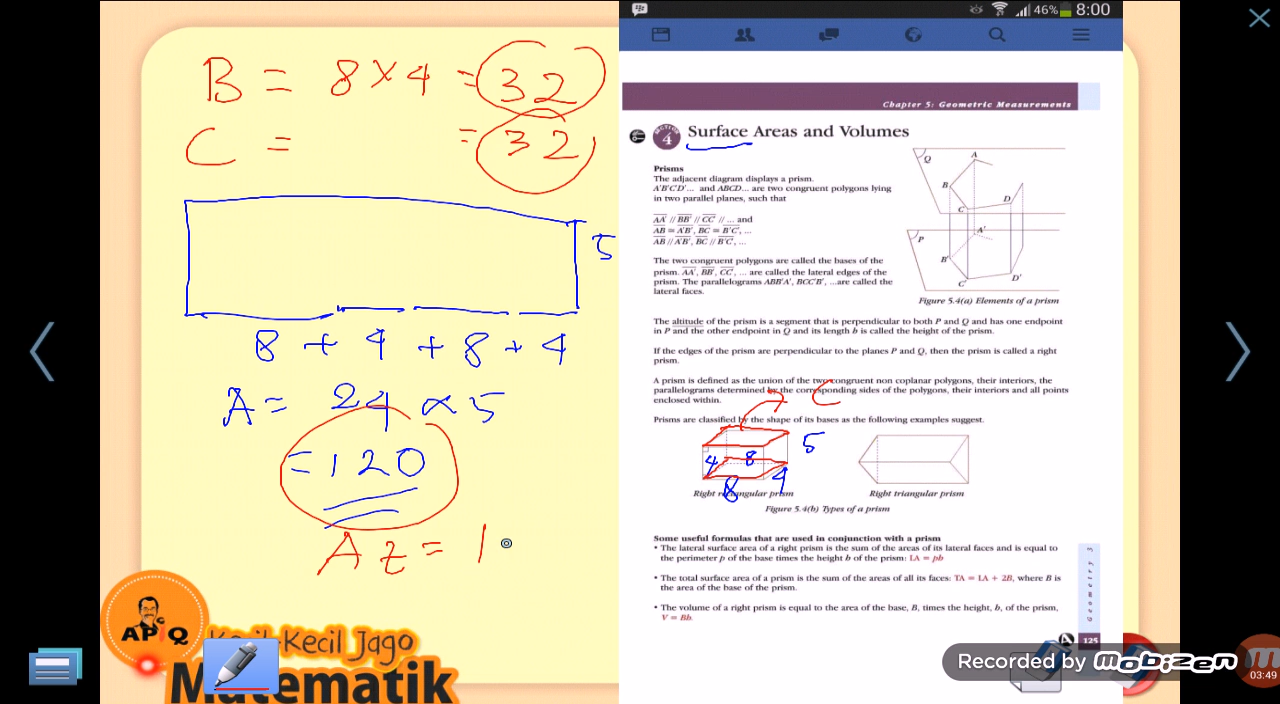 B = 8 × 4 = 32
C = = 32
5
8 + 4 + 8 + 4
A = 24 × 5
= 120
Az = 1
APiQ
Kecil-Kecil Jago
Matematik
46% 8:00
Chapter 5: Geometric Measurements
SECTION 4
Surface Areas and Volumes
Prisms
The adjacent diagram displays a prism.
A'B'C'D'... and ABCD... are two congruent polygons lying
in two parallel planes, such that
AA' // BB' // CC' // ... and
AB = A'B', BC = B'C', ...
AB // A'B', BC // B'C', ...
The two congruent polygons are called the bases of the
prism. AA', BB', CC', ... are called the lateral edges of the
prism. The parallelograms ABB'A', BCC'B', ...are called the
lateral faces.
Q
A
B
C
D
P
A'
B'
C'
D'
Figure 5.4(a) Elements of a prism
The altitude of the prism is a segment that is perpendicular to both P and Q and has one endpoint
in P and the other endpoint in Q and its length h is called the height of the prism.
If the edges of the prism are perpendicular to the planes P and Q, then the prism is called a right
prism.
A prism is defined as the union of the two congruent non coplanar polygons, their interiors, the
parallelograms determined by the corresponding sides of the polygons, their interiors and all points
enclosed within.
Prisms are classified by the shape of its bases as the following examples suggest.
C
5
4 8
8 4
Right rectangular prism
Right triangular prism
Figure 5.4(b) Types of a prism
Some useful formulas that are used in conjunction with a prism
• The lateral surface area of a right prism is the sum of the areas of its lateral faces and is equal to
the perimeter p of the base times the height h of the prism: LA = ph
• The total surface area of a prism is the sum of the areas of all its faces: TA = LA + 2B, where B is
the area of the base of the prism.
• The volume of a right prism is equal to the area of the base, B, times the height, h, of the prism,
V = Bh.
Geometry 3
125
Recorded by Mobizen
03:49